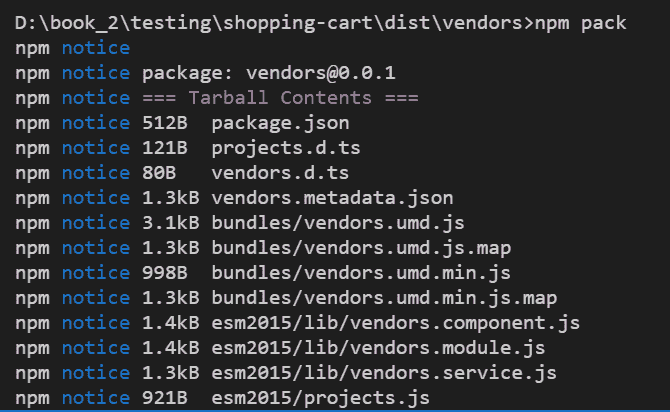 D:\book_2\testing\shopping-cart\dist\vendors>npm pack
npm notice
npm notice package: vendors@0.0.1
npm notice === Tarball Contents ===
npm notice 512B  package.json
npm notice 121B  projects.d.ts
npm notice 80B   vendors.d.ts
npm notice 1.3kB vendors.metadata.json
npm notice 3.1kB bundles/vendors.umd.js
npm notice 1.3kB bundles/vendors.umd.js.map
npm notice 998B  bundles/vendors.umd.min.js
npm notice 1.3kB bundles/vendors.umd.min.js.map
npm notice 1.4kB esm2015/lib/vendors.component.js
npm notice 1.4kB esm2015/lib/vendors.module.js
npm notice 1.3kB esm2015/lib/vendors.service.js
npm notice 921B  esm2015/projects.js